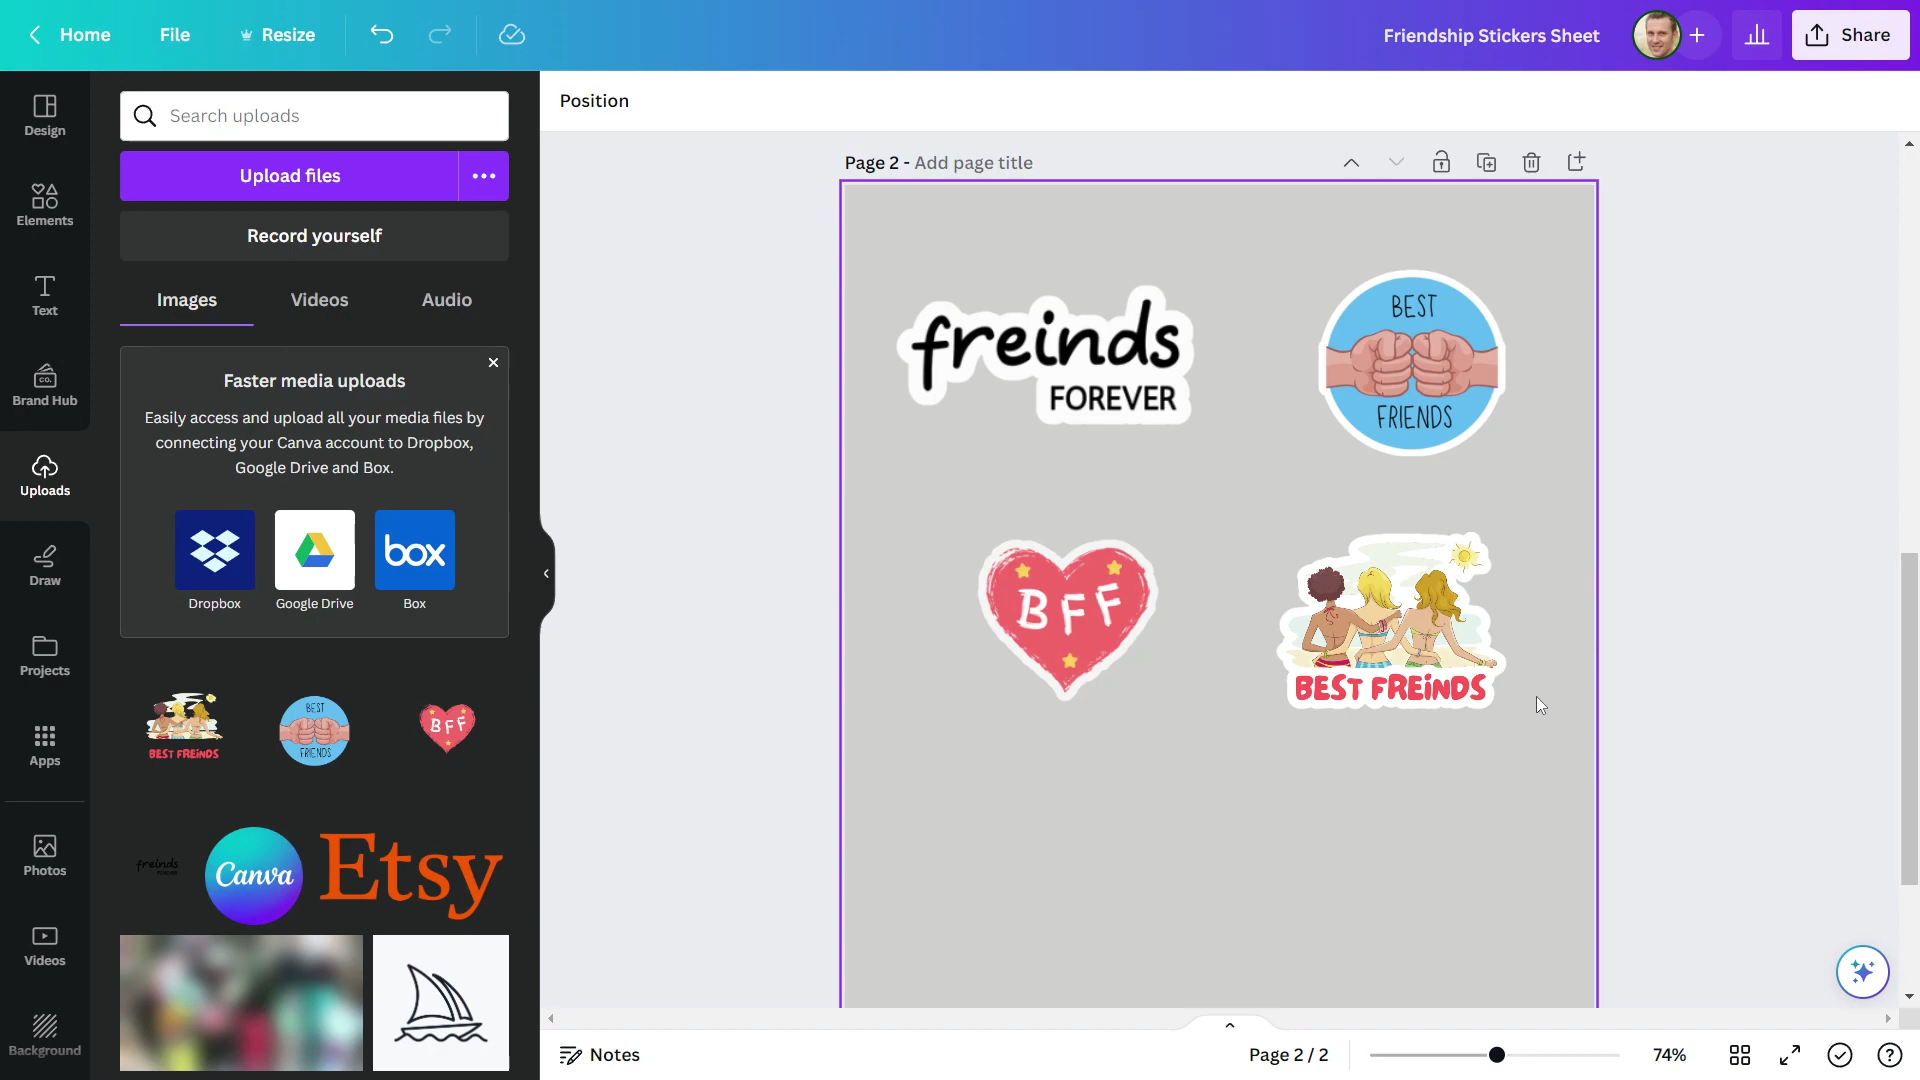 Home
File
Resize
Friendship Stickers Sheet
Share
Design
Elements
Text
CO.
Brand Hub
Uploads
Draw
Projects
Apps
Photos
Videos
Background
Search uploads
Upload files
Record yourself
Images
Videos
Audio
Faster media uploads
Easily access and upload all your media files by
connecting your Canva account to Dropbox,
Google Drive and Box.
box
Dropbox
Google Drive
Box
BEST FREINDS
BEST
FRIENDS
BFF
freinds
FOREVER
Canva
Etsy
Position
Page 2 - Add page title
freinds
FOREVER
BEST
FRIENDS
BFF
BEST FREINDS
Notes
Page 2 / 2
74%